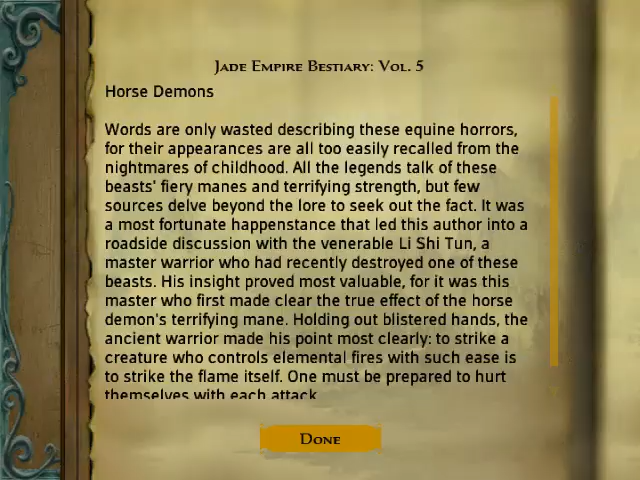 Jade Empire Bestiary: Vol. 5
Horse Demons
Words are only wasted describing these equine horrors,
for their appearances are all too easily recalled from the
nightmares of childhood. All the legends talk of these
beasts' fiery manes and terrifying strength, but few
sources delve beyond the lore to seek out the fact. It was
a most fortunate happenstance that led this author into a
roadside discussion with the venerable Li Shi Tun, a
master warrior who had recently destroyed one of these
beasts. His insight proved most valuable, for it was this
master who first made clear the true effect of the horse
demon's terrifying mane. Holding out blistered hands, the
ancient warrior made his point most clearly: to strike a
creature who controls elemental fires with such ease is
to strike the flame itself. One must be prepared to hurt
themselves with each attack
Done